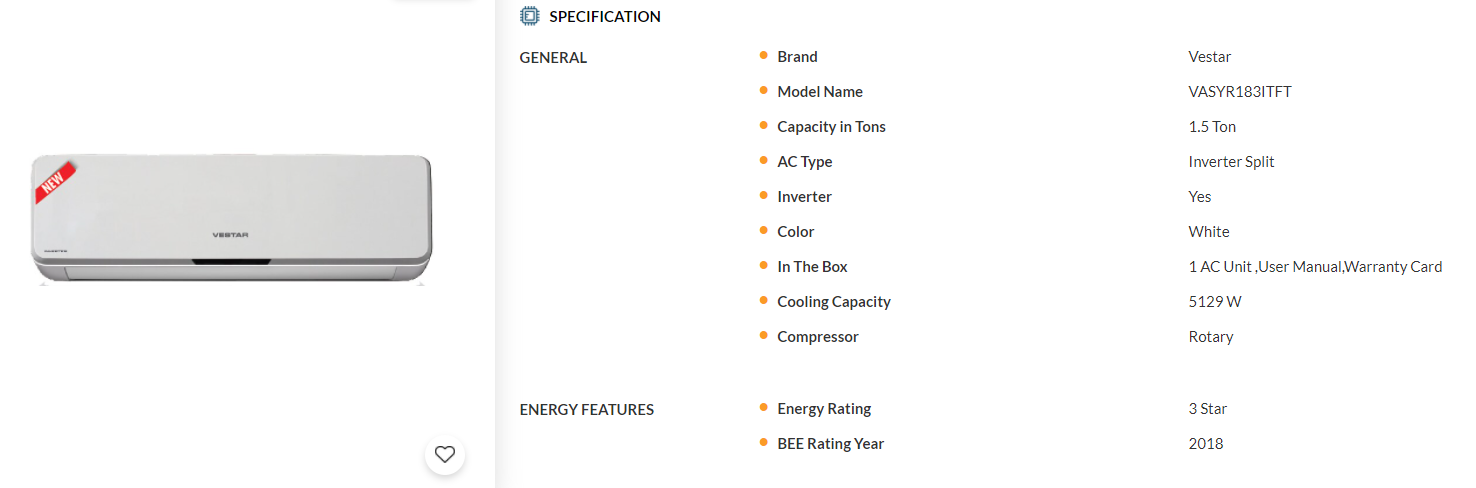 SPECIFICATION
GENERAL
Brand Vestar
Model Name VASYR183ITFT
Capacity in Tons 1.5 Ton
AC Type Inverter Split
Inverter Yes
Color White
In The Box 1 AC Unit ,User Manual,Warranty Card
Cooling Capacity 5129 W
Compressor Rotary
ENERGY FEATURES
Energy Rating 3 Star
BEE Rating Year 2018
NEW
VESTAR